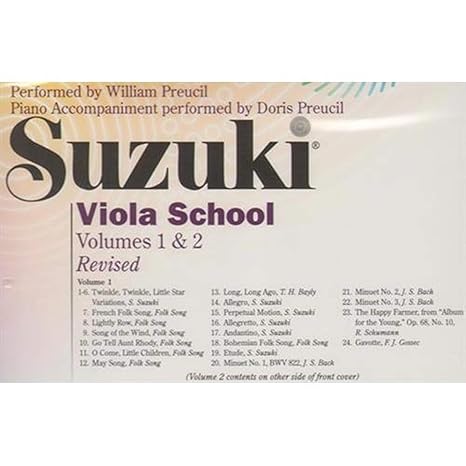 Performed by William Preucil
Piano Accompaniment performed by Doris Preucil
Suzuki®
Viola School
Volumes 1 & 2
Revised
Volume 1
1-6. Twinkle, Twinkle, Little Star
Variations, S. Suzuki
7. French Folk Song, Folk Song
8. Lightly Row, Folk Song
9. Song of the Wind, Folk Song
10. Go Tell Aunt Rhody, Folk Song
11. O Come, Little Children, Folk Song
12. May Song, Folk Song
13. Long, Long Ago, T. H. Bayly
14. Allegro, S. Suzuki
15. Perpetual Motion, S. Suzuki
16. Allegretto, S. Suzuki
17. Andantino, S. Suzuki
18. Bohemian Folk Song, Folk Song
19. Etude, S. Suzuki
20. Minuet No. 1, BWV 822, J. S. Bach
21. Minuet No. 2, J. S. Bach
22. Minuet No. 3, J. S. Bach
23. The Happy Farmer, from "Album
for the Young," Op. 68, No. 10,
R. Schumann
24. Gavotte, F. J. Gossec
(Volume 2 contents on other side of front cover)